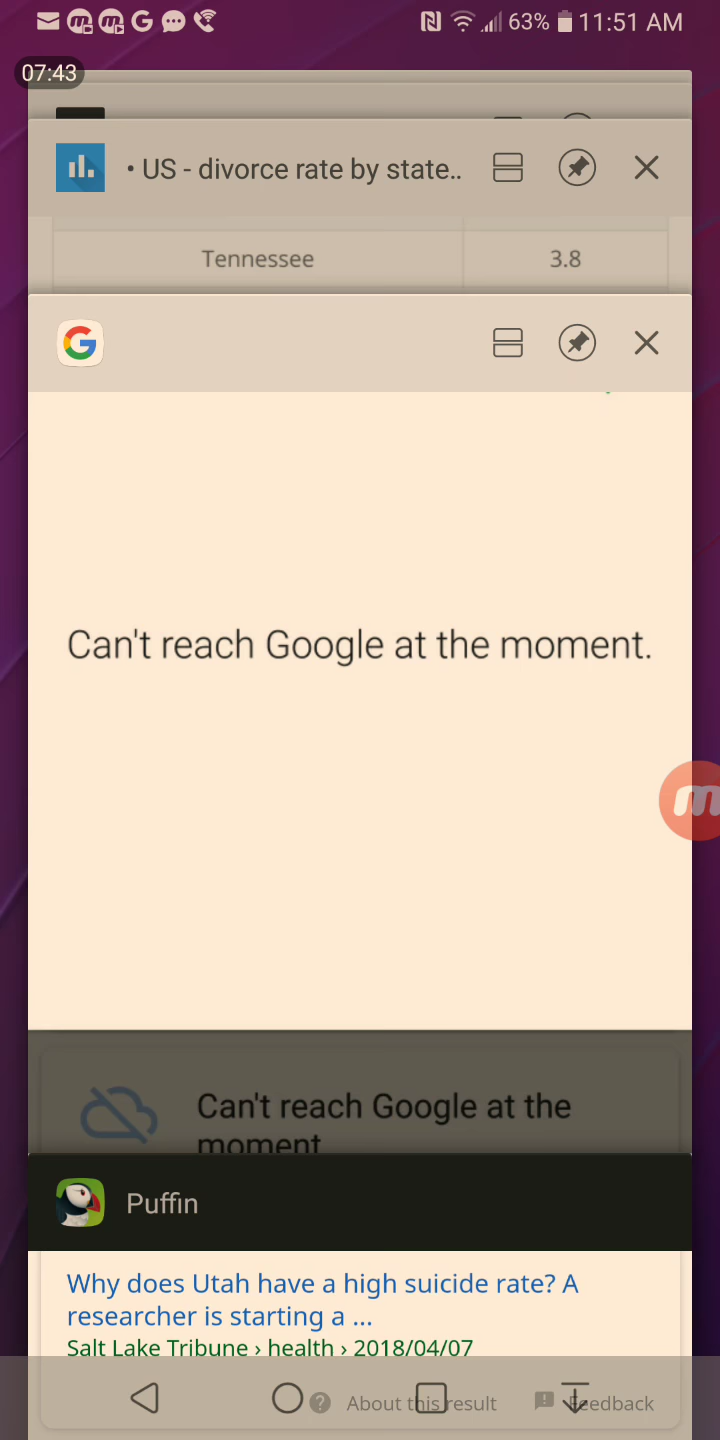 63% 11:51 AM
07:43
• US - divorce rate by state..
Tennessee 3.8
Can't reach Google at the moment.
Can't reach Google at the
moment
Puffin
Why does Utah have a high suicide rate? A
researcher is starting a ...
Salt Lake Tribune › health › 2018/04/07
About this result Feedback